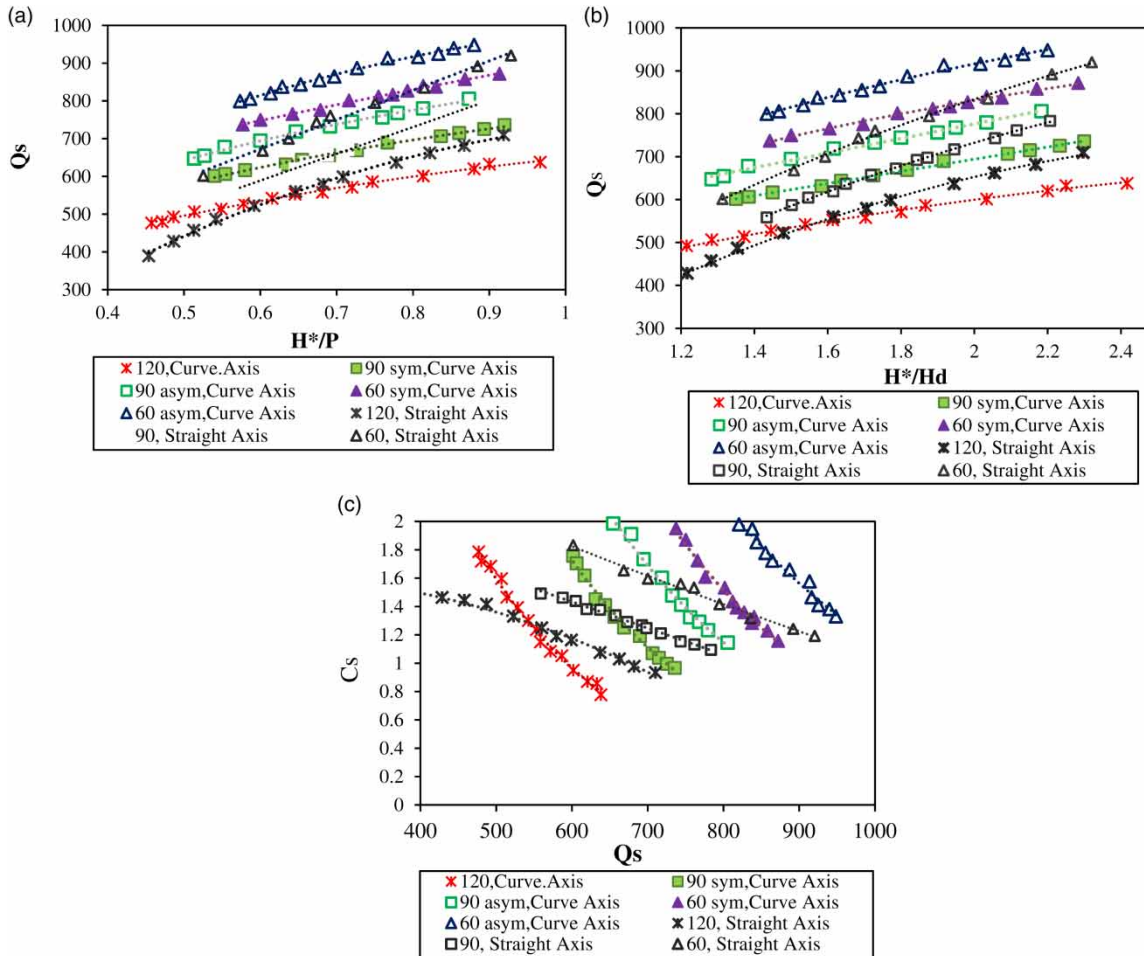 (a)
1000
900
800
700
600
500
400
300
Qs
0.4 0.5 0.6 0.7 0.8 0.9 1
H*/P
120,Curve.Axis 90 sym,Curve Axis
90 asym,Curve Axis 60 sym,Curve Axis
60 asym,Curve Axis 120, Straight Axis
90, Straight Axis 60, Straight Axis
(b)
1000
900
800
700
600
500
400
300
Qs
1.2 1.4 1.6 1.8 2 2.2 2.4
H*/Hd
120,Curve.Axis 90 sym,Curve Axis
90 asym,Curve Axis 60 sym,Curve Axis
60 asym,Curve Axis 120, Straight Axis
90, Straight Axis 60, Straight Axis
(c)
2
1.8
1.6
1.4
1.2
1
0.8
0.6
0.4
0.2
0
Cs
400 500 600 700 800 900 1000
Qs
120,Curve.Axis 90 sym,Curve Axis
90 asym,Curve Axis 60 sym,Curve Axis
60 asym,Curve Axis 120, Straight Axis
90, Straight Axis 60, Straight Axis